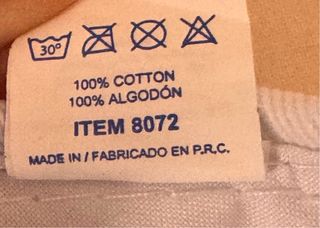 30°
100% COTTON
100% ALGODÓN
ITEM 8072
MADE IN / FABRICADO EN P.R.C.